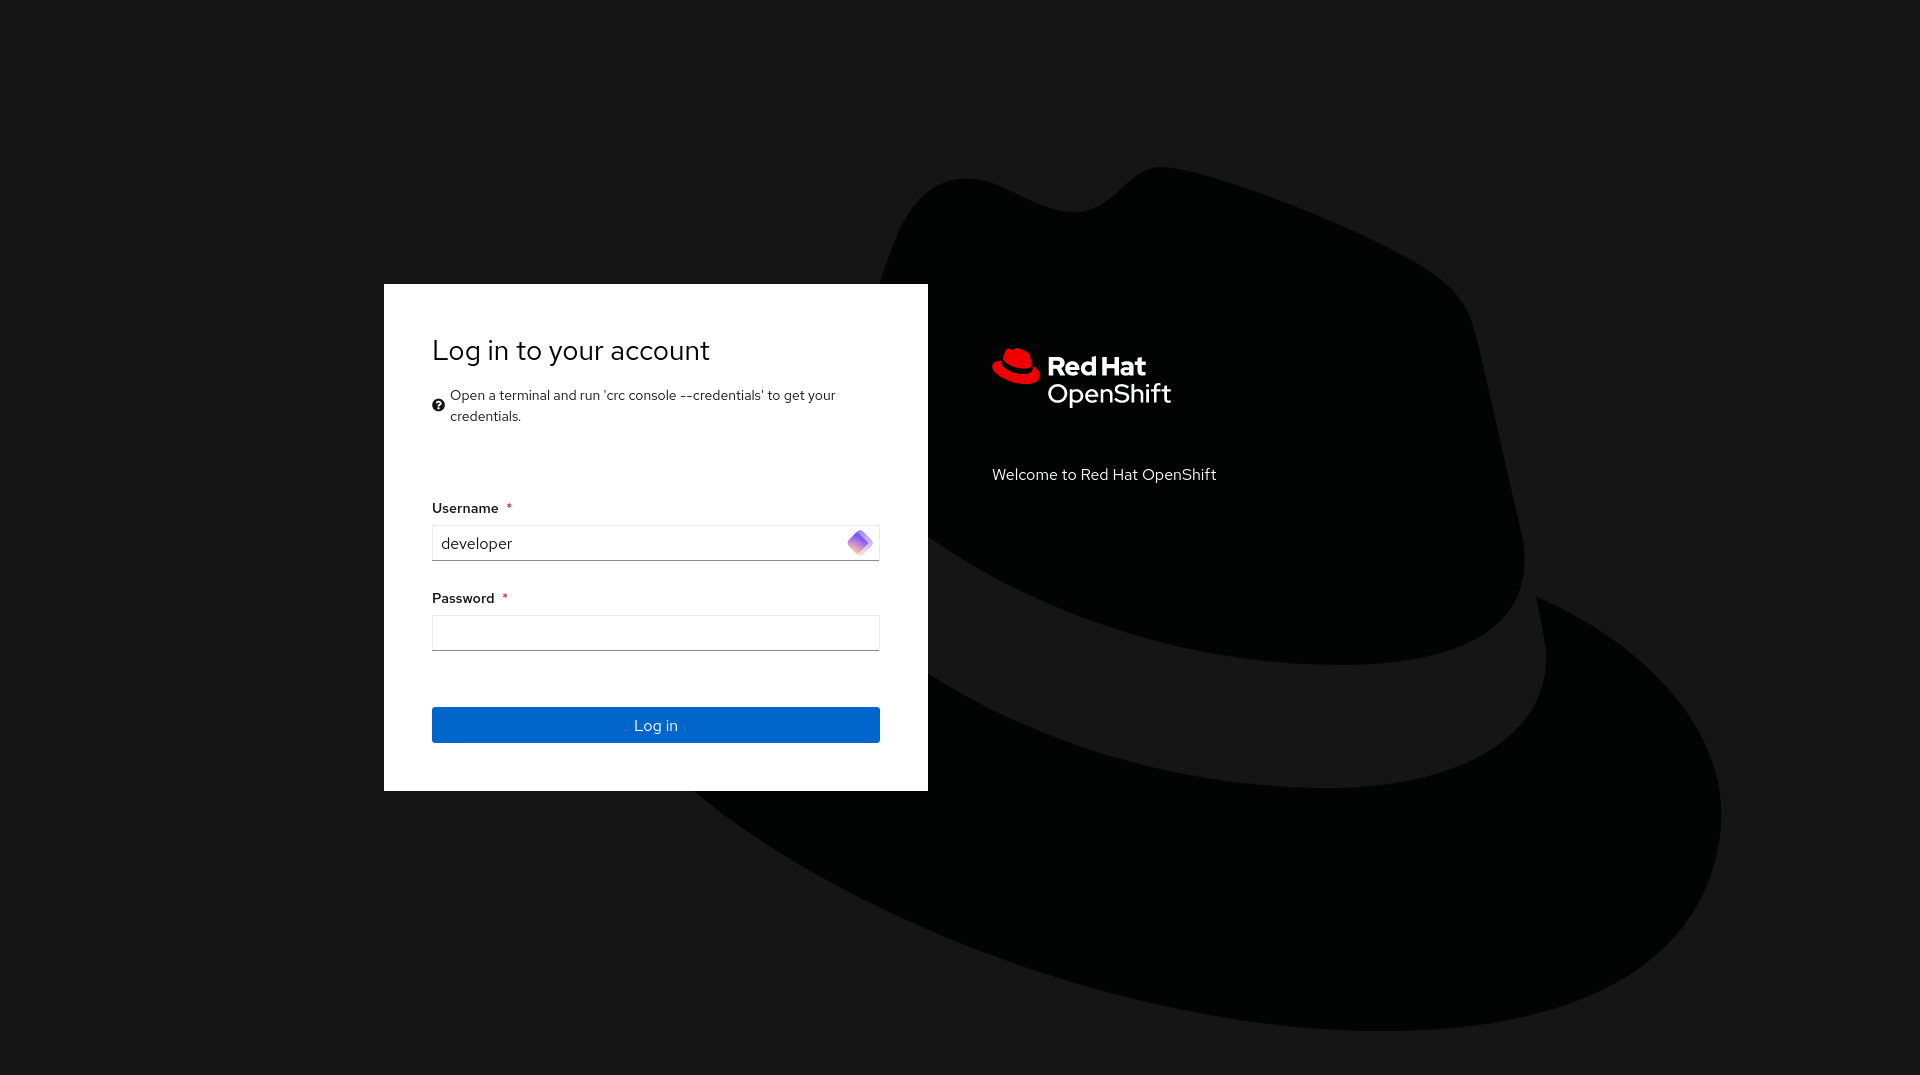 Log in to your account
Open a terminal and run 'crc console --credentials' to get your
credentials.
Username *
developer
Password *
Log in
Red Hat
OpenShift
Welcome to Red Hat OpenShift